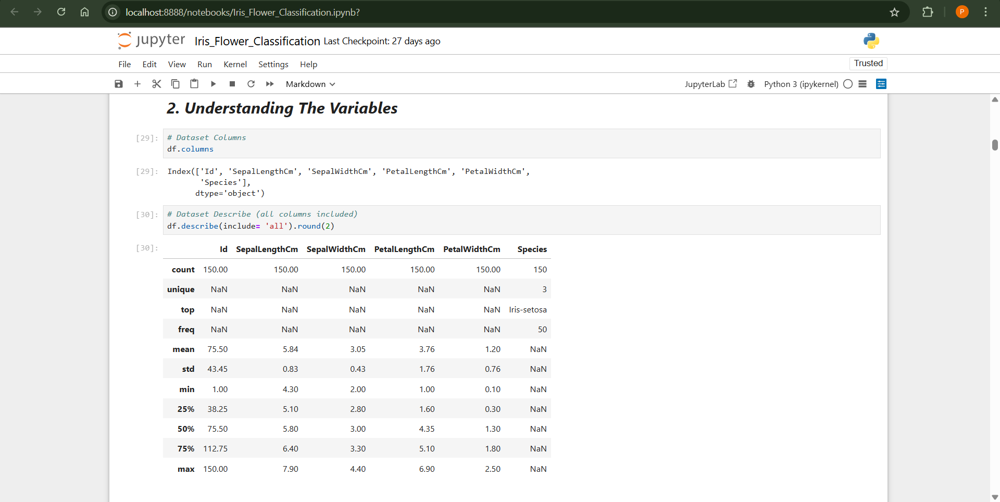 localhost:8888/notebooks/Iris_Flower_Classification.ipynb?
P
jupyter Iris_Flower_Classification Last Checkpoint: 27 days ago
File Edit View Run Kernel Settings Help
Trusted
Markdown
JupyterLab
Python 3 (ipykernel)
2. Understanding The Variables
[29]: # Dataset Columns
df.columns
[29]: Index(['Id', 'SepalLengthCm', 'SepalWidthCm', 'PetalLengthCm', 'PetalWidthCm',
'Species'],
dtype='object')
[30]: # Dataset Describe (all columns included)
df.describe(include= 'all').round(2)
[30]: Id SepalLengthCm SepalWidthCm PetalLengthCm PetalWidthCm Species
count 150.00 150.00 150.00 150.00 150.00 150
unique NaN NaN NaN NaN NaN 3
top NaN NaN NaN NaN NaN Iris-setosa
freq NaN NaN NaN NaN NaN 50
mean 75.50 5.84 3.05 3.76 1.20 NaN
std 43.45 0.83 0.43 1.76 0.76 NaN
min 1.00 4.30 2.00 1.00 0.10 NaN
25% 38.25 5.10 2.80 1.60 0.30 NaN
50% 75.50 5.80 3.00 4.35 1.30 NaN
75% 112.75 6.40 3.30 5.10 1.80 NaN
max 150.00 7.90 4.40 6.90 2.50 NaN